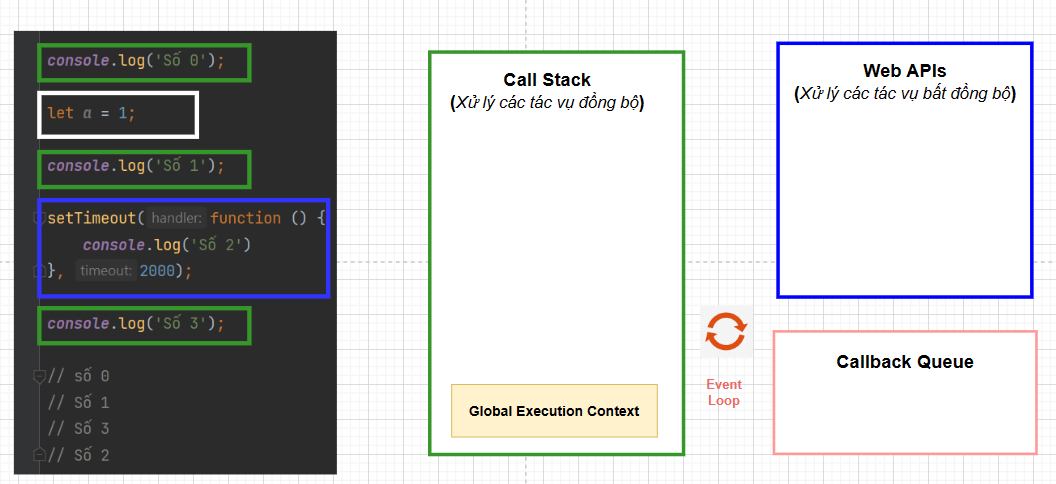 console.log('Số 0');
let a = 1;
console.log('Số 1');
setTimeout( handler: function () {
console.log('Số 2')
}, timeout: 2000);
console.log('Số 3');
// số 0
// Số 1
// Số 3
// Số 2
Call Stack
(Xử lý các tác vụ đồng bộ)
Global Execution Context
Event
Loop
Web APIs
(Xử lý các tác vụ bất đồng bộ)
Callback Queue